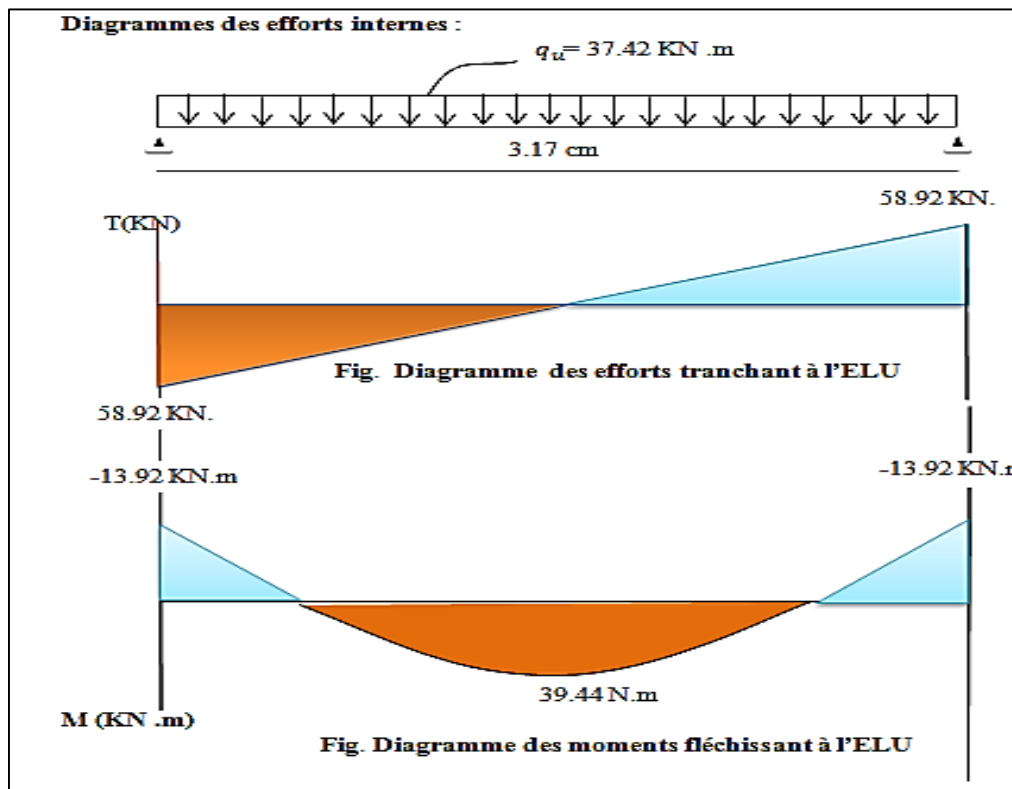 Diagrammes des efforts internes :
qu= 37.42 KN .m
3.17 cm
58.92 KN.
T(KN)
Fig. Diagramme des efforts tranchant à l'ELU
58.92 KN.
-13.92 KN.m
-13.92 KN.r
39.44 N.m
M (KN .m)
Fig. Diagramme des moments fléchissant à l'ELU